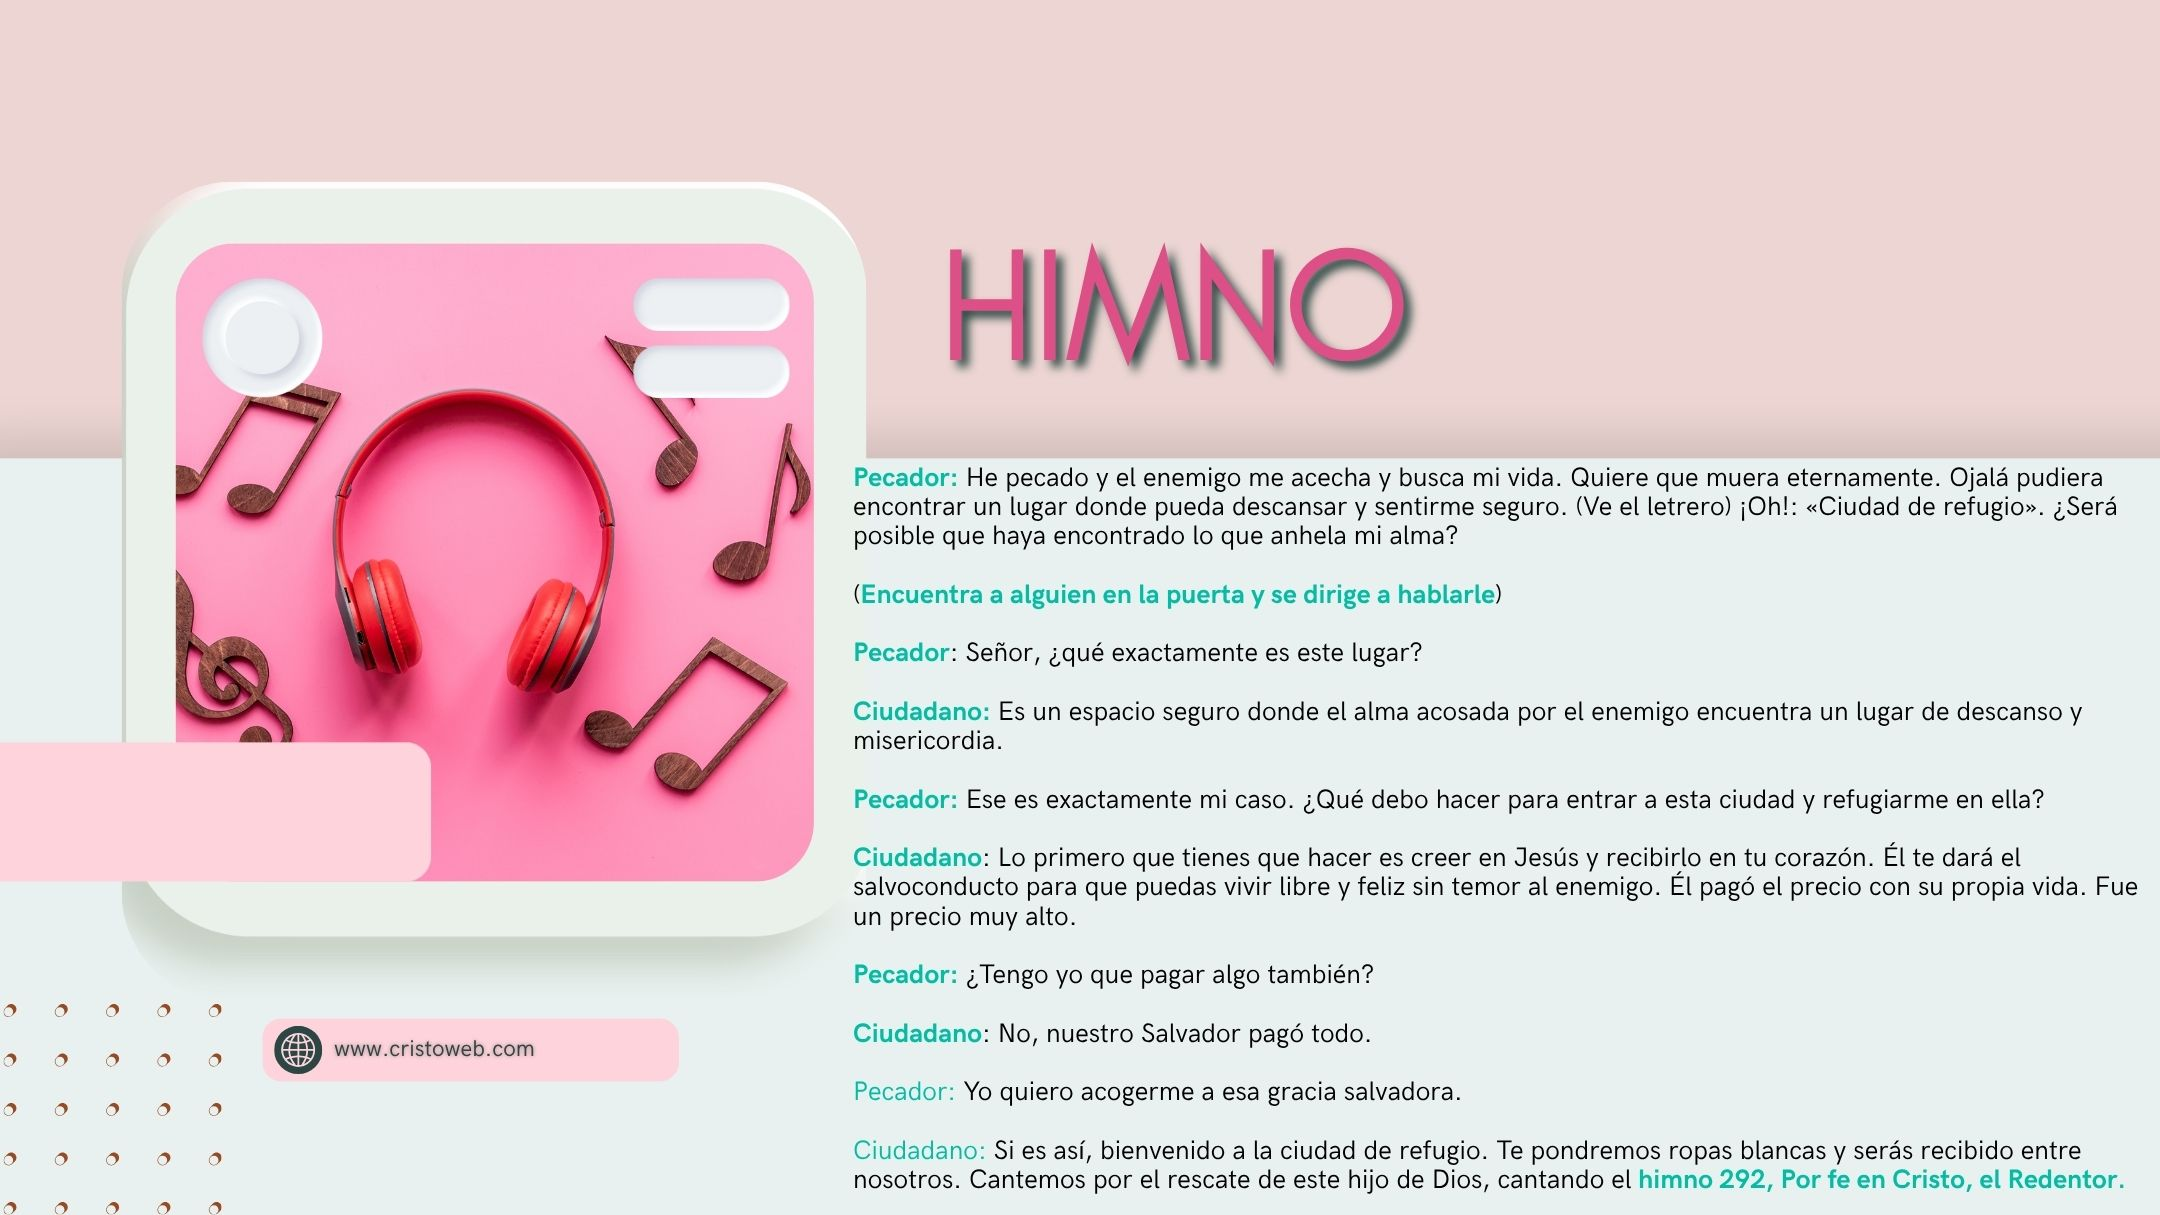 HIMNO
Pecador: He pecado y el enemigo me acecha y busca mi vida. Quiere que muera eternamente. Ojalá pudiera
encontrar un lugar donde pueda descansar y sentirme seguro. (Ve el letrero) ¡Oh!: «Ciudad de refugio». ¿Será
posible que haya encontrado lo que anhela mi alma?
(Encuentra a alguien en la puerta y se dirige a hablarle)
Pecador: Señor, ¿qué exactamente es este lugar?
Ciudadano: Es un espacio seguro donde el alma acosada por el enemigo encuentra un lugar de descanso y
misericordia.
Pecador: Ese es exactamente mi caso. ¿Qué debo hacer para entrar a esta ciudad y refugiarme en ella?
Ciudadano: Lo primero que tienes que hacer es creer en Jesús y recibirlo en tu corazón. Él te dará el
salvoconducto para que puedas vivir libre y feliz sin temor al enemigo. Él pagó el precio con su propia vida. Fue
un precio muy alto.
Pecador: ¿Tengo yo que pagar algo también?
Ciudadano: No, nuestro Salvador pagó todo.
Pecador: Yo quiero acogerme a esa gracia salvadora.
Ciudadano: Si es así, bienvenido a la ciudad de refugio. Te pondremos ropas blancas y serás recibido entre
nosotros. Cantemos por el rescate de este hijo de Dios, cantando el himno 292, Por fe en Cristo, el Redentor.
www.cristoweb.com